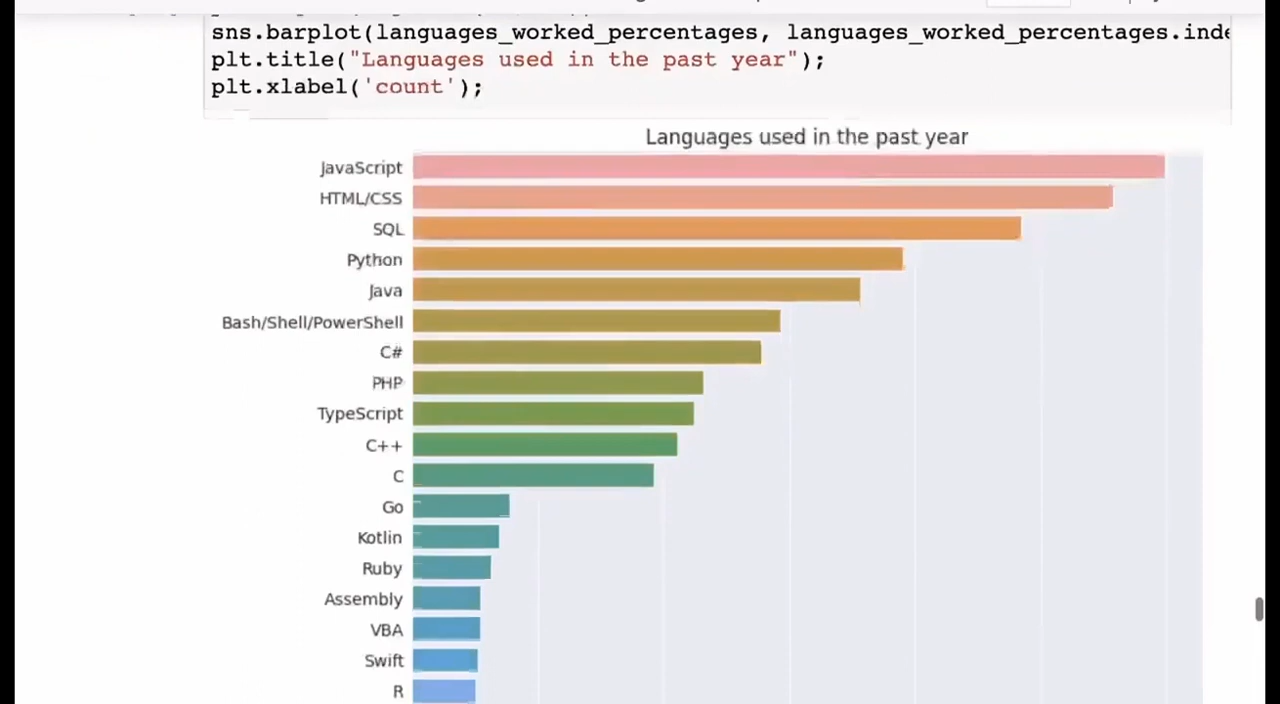 sns.barplot(languages_worked_percentages, languages_worked_percentages.inde
plt.title("Languages used in the past year");
plt.xlabel('count');
Languages used in the past year
JavaScript
HTML/CSS
SQL
Python
Java
Bash/Shell/PowerShell
C#
PHP
TypeScript
C++
C
Go
Kotlin
Ruby
Assembly
VBA
Swift
R